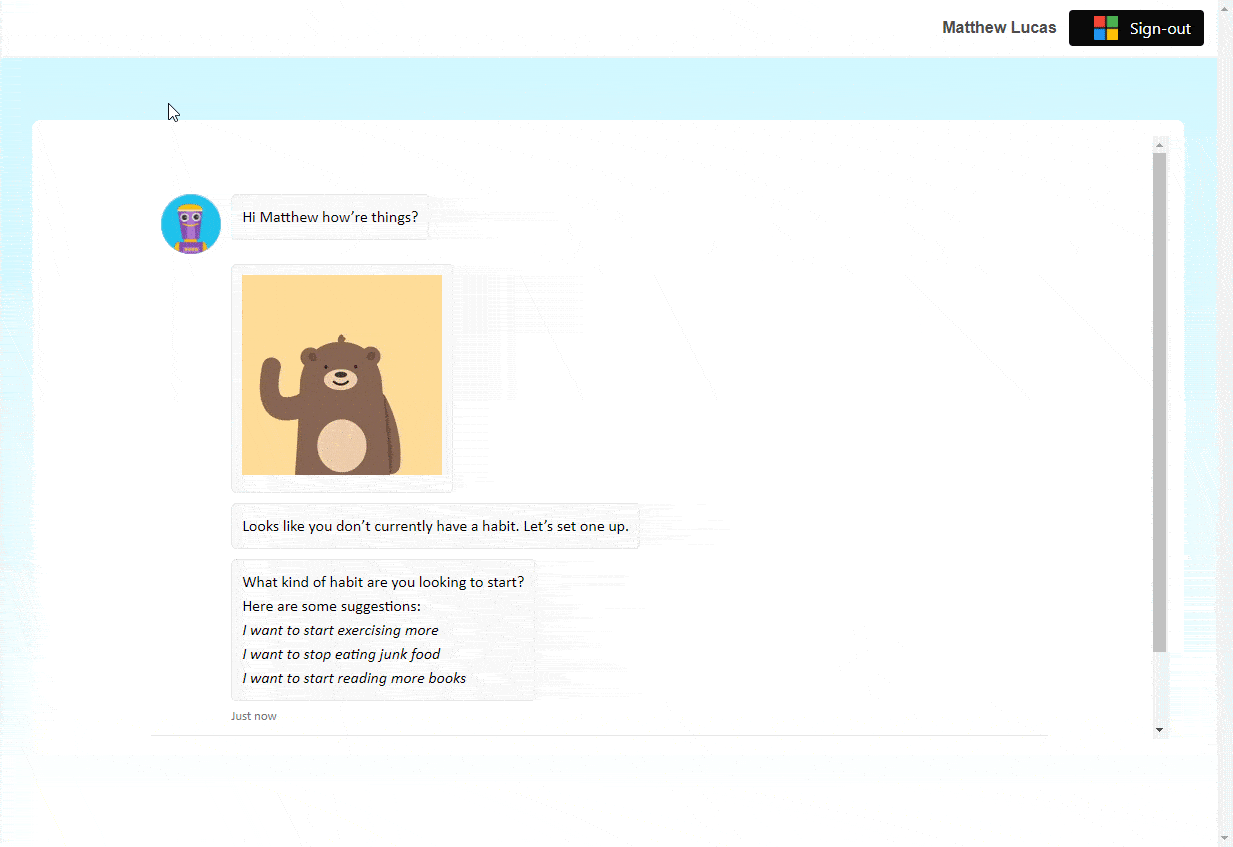 Matthew Lucas
Sign-out
Hi Matthew how’re things?
Looks like you don’t currently have a habit. Let’s set one up.
What kind of habit are you looking to start?
Here are some suggestions:
I want to start exercising more
I want to stop eating junk food
I want to start reading more books
Just now